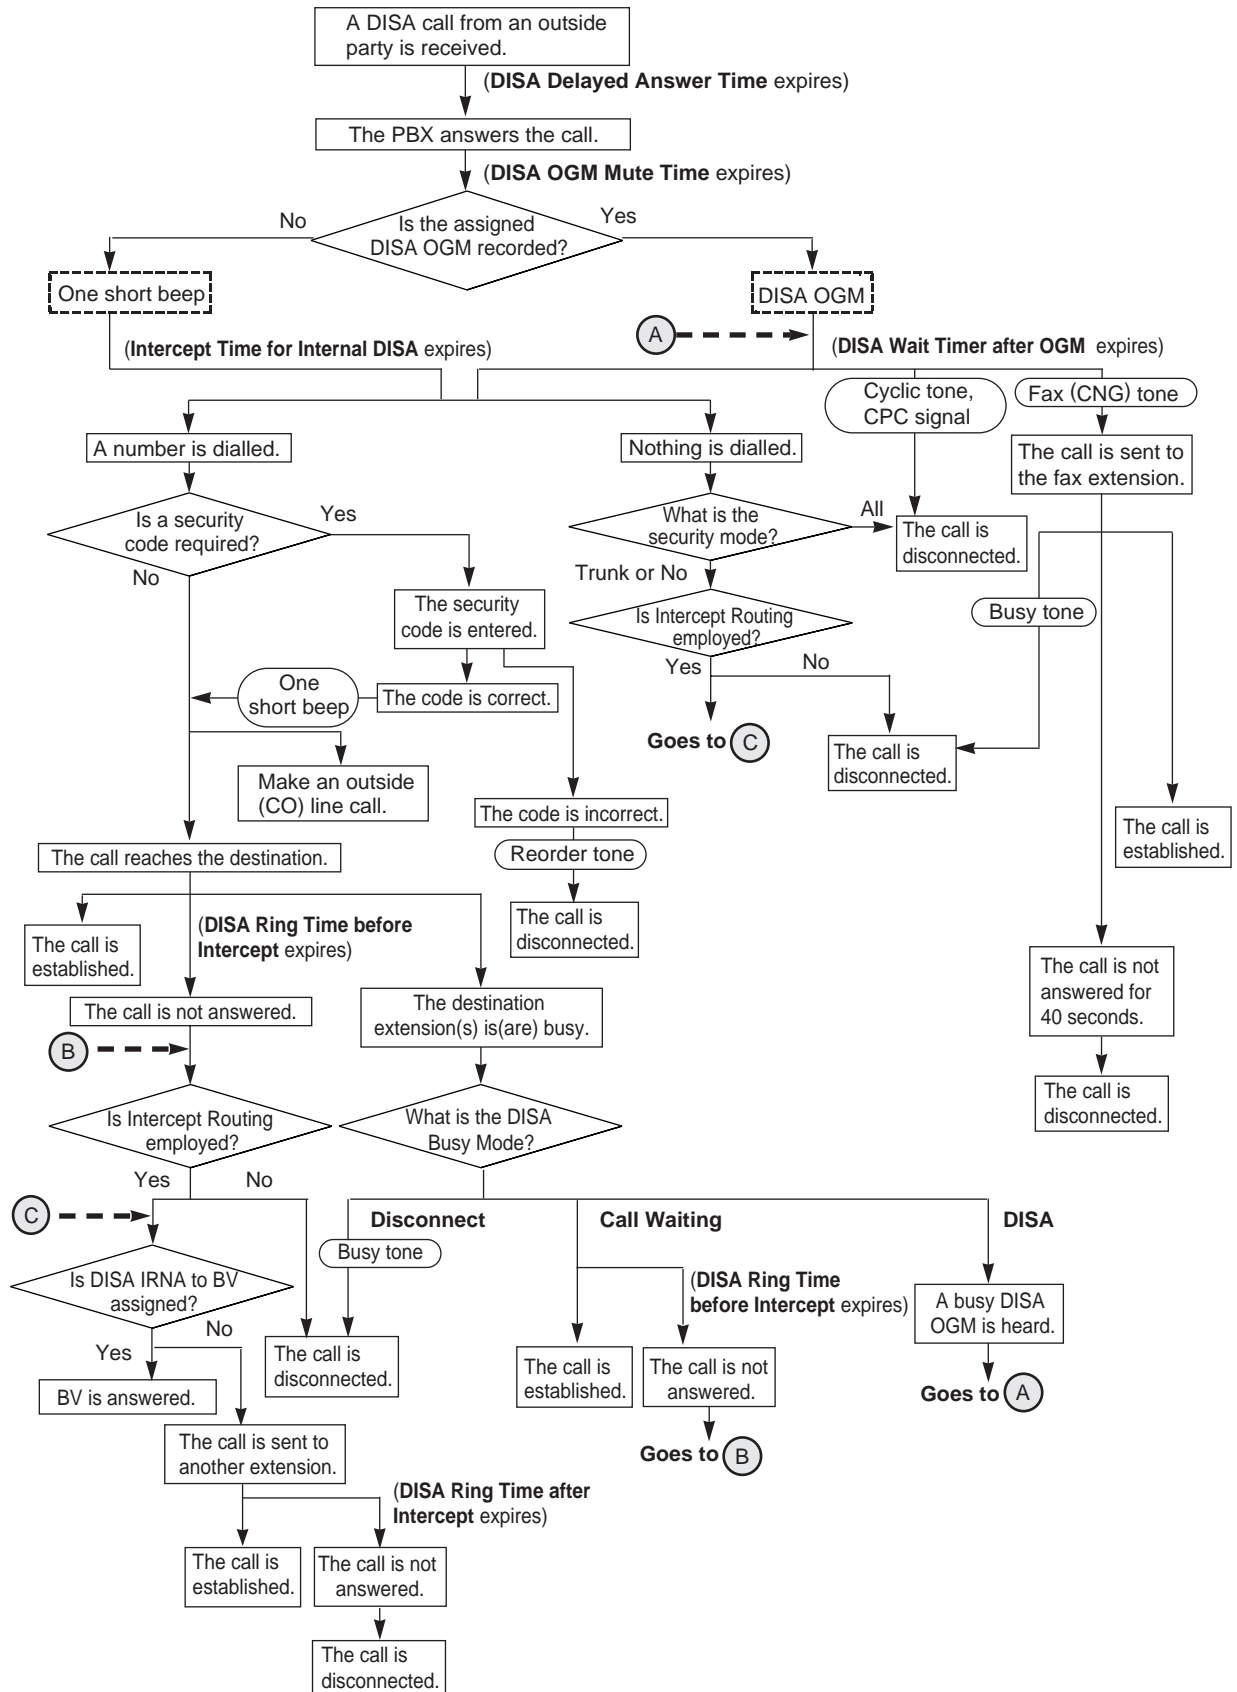 A DISA call from an outside
party is received.
(DISA Delayed Answer Time expires)
The PBX answers the call.
(DISA OGM Mute Time expires)
No
Is the assigned
DISA OGM recorded?
Yes
One short beep
DISA OGM
A
(Intercept Time for Internal DISA expires)
(DISA Wait Timer after OGM expires)
Cyclic tone,
CPC signal
Fax (CNG) tone
A number is dialled.
Nothing is dialled.
The call is sent to
the fax extension.
Is a security
code required?
Yes
No
What is the
security mode?
All
The call is
disconnected.
Trunk or No
The security
code is entered.
Is Intercept Routing
employed?
Busy tone
Yes
No
One
short beep
The code is correct.
Goes to C
The call is
disconnected.
Make an outside
(CO) line call.
The code is incorrect.
The call is
established.
The call reaches the destination.
Reorder tone
(DISA Ring Time before
Intercept expires)
The call is
disconnected.
The call is
established.
The call is not
answered for
40 seconds.
The call is not answered.
The destination
extension(s) is(are) busy.
B
The call is
disconnected.
Is Intercept Routing
employed?
What is the DISA
Busy Mode?
Yes
No
C
Disconnect
Call Waiting
DISA
Busy tone
Is DISA IRNA to BV
assigned?
(DISA Ring Time
before Intercept expires)
A busy DISA
OGM is heard.
No
Yes
The call is
disconnected.
The call is
established.
The call is not
answered.
BV is answered.
Goes to A
The call is sent to
another extension.
Goes to B
(DISA Ring Time after
Intercept expires)
The call is
established.
The call is not
answered.
The call is
disconnected.